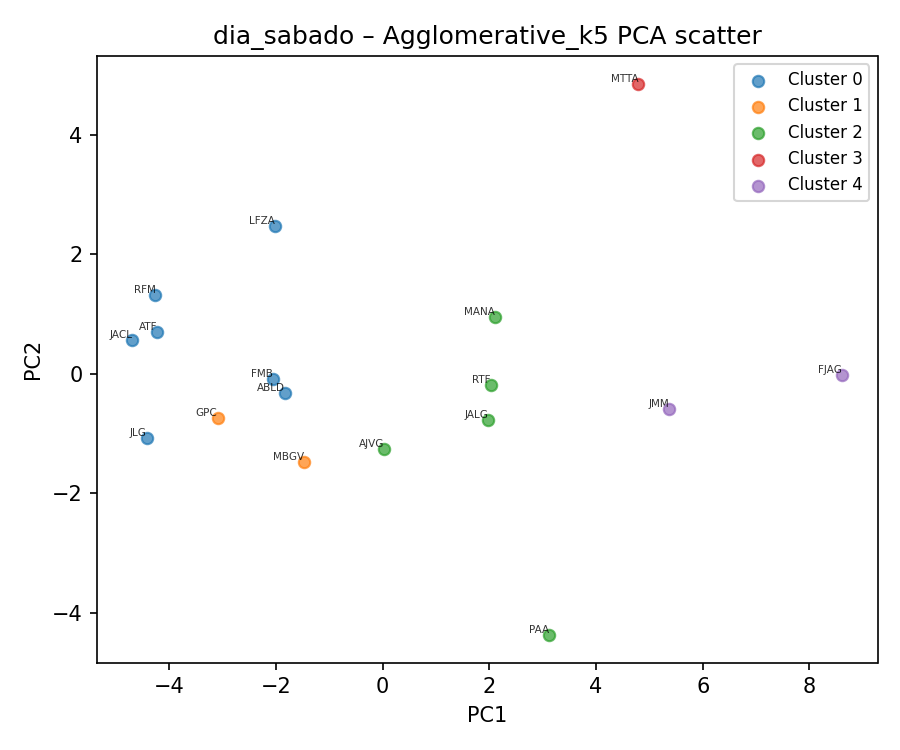 dia_sabado – Agglomerative_k5 PCA scatter
Cluster 0
Cluster 1
Cluster 2
Cluster 3
Cluster 4
MTTA
LFZA
RFM
ATF
JACL
MANA
FMB
ABLD
RTF
FJAG
GPC
JMM
JLG
JALG
AJVG
MBGV
PAA
4
2
0
−2
−4
PC2
−4
−2
0
2
4
6
8
PC1